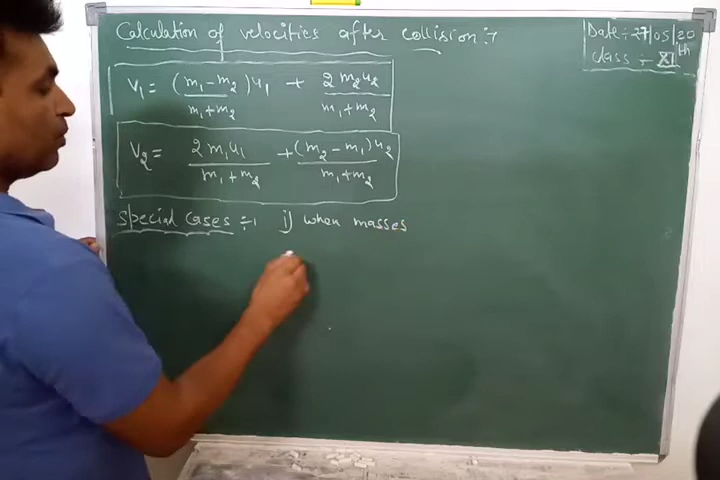 Calculation of velocities after collision :-
Date ÷ 27/05/20
class ÷ XI th
V₁ = (m₁ - m₂)u₁ / m₁+m₂ + 2m₂u₂ / m₁+m₂
V₂ = 2m₁u₁ / m₁+m₂ + (m₂ - m₁)u₂ / m₁+m₂
Special Cases ÷ i) when masses